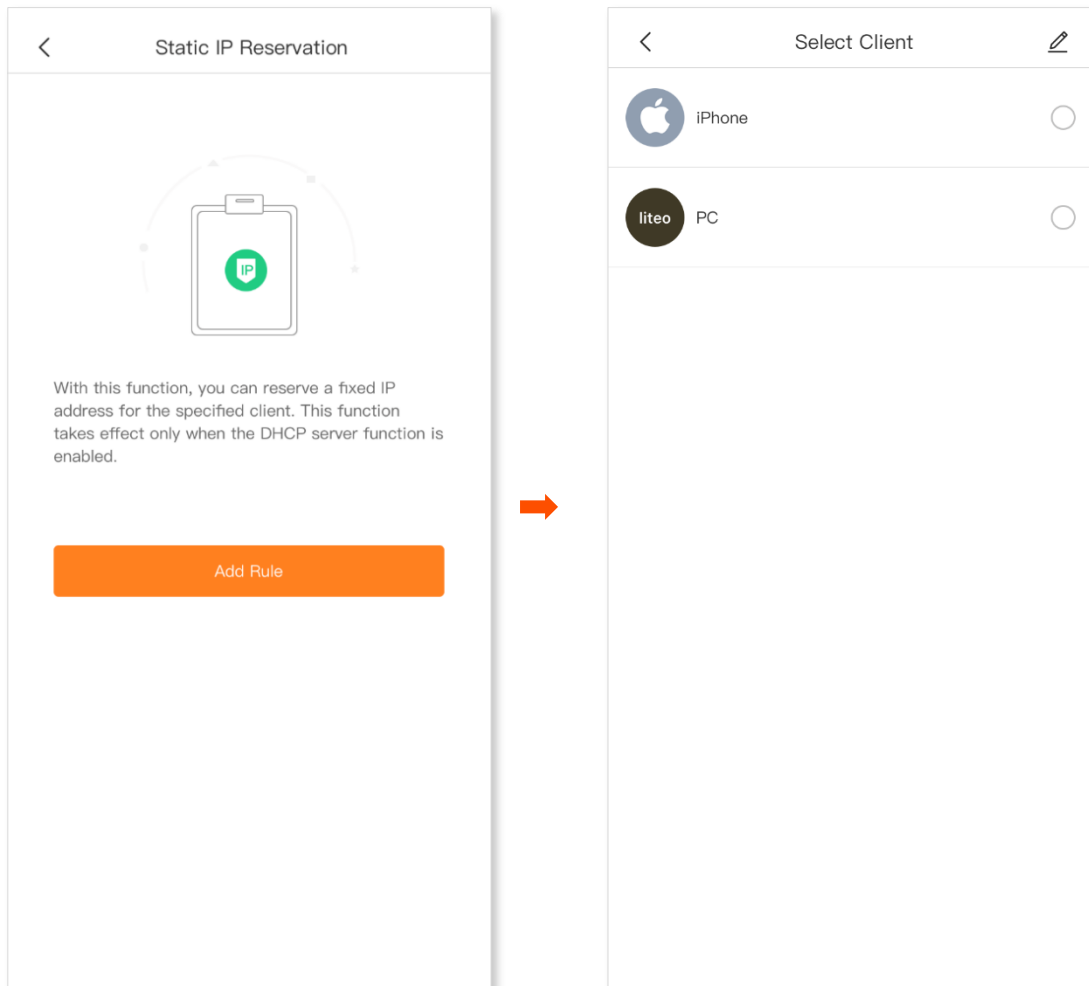 Static IP Reservation
IP
With this function, you can reserve a fixed IP
address for the specified client. This function
takes effect only when the DHCP server function is
enabled.
Add Rule
Select Client
iPhone
liteo
PC